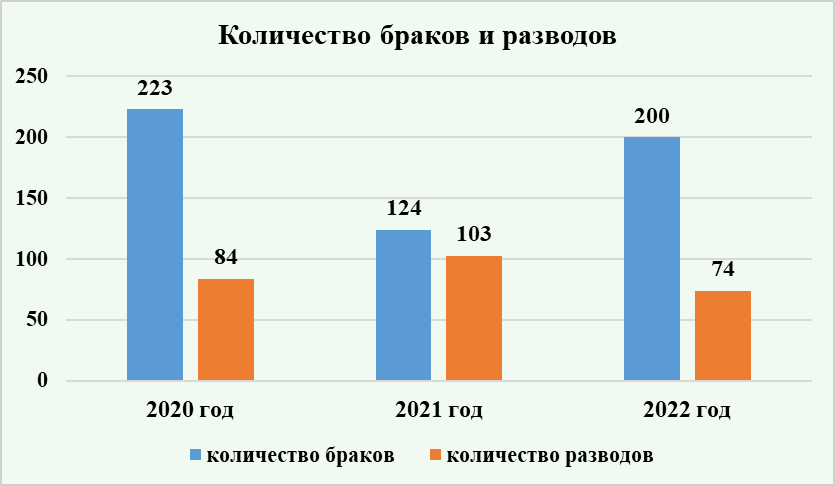 Количество браков и разводов
250
200
150
100
50
0
223
84
124
103
200
74
2020 год
2021 год
2022 год
количество браков
количество разводов